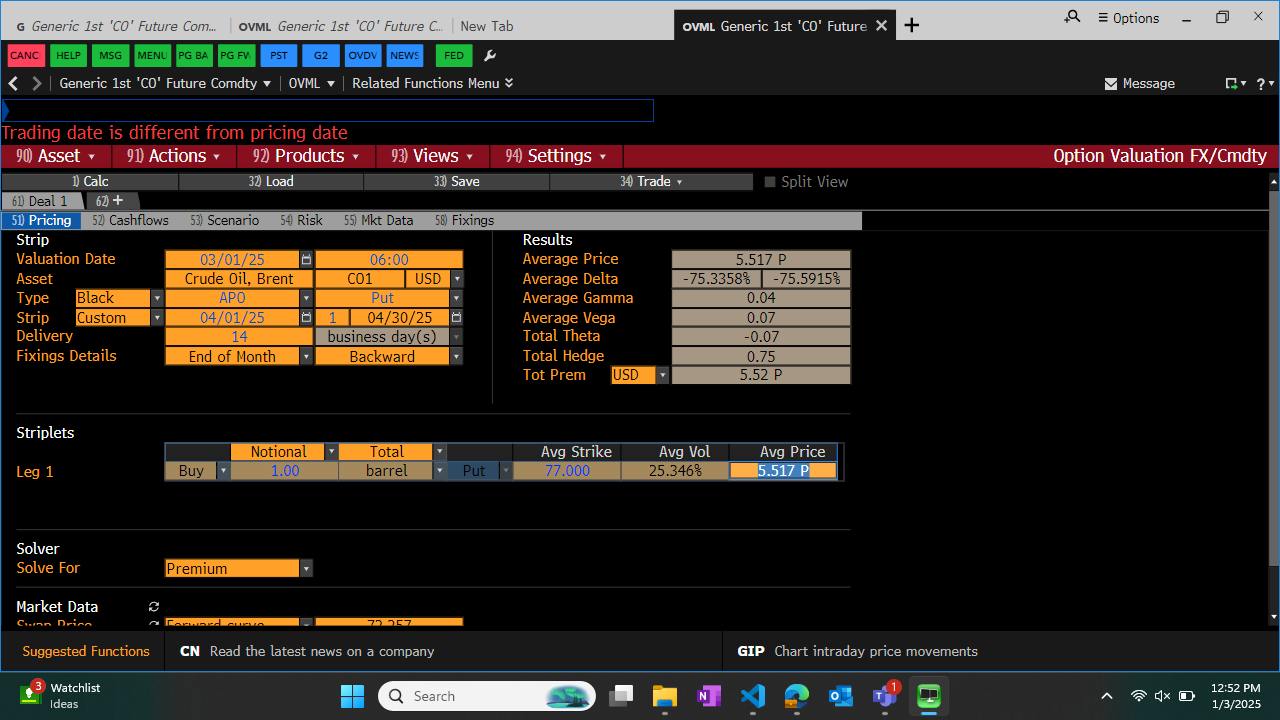 G Generic 1st 'CO' Future Com... OVML Generic 1st 'CO' Future C... New Tab OVML Generic 1st 'CO' Future Options
CANC HELP MSG MENU PG BA PG FW PST G2 OVDV NEWS FED
Generic 1st 'CO' Future Comdty OVML Related Functions Menu Message ?
Trading date is different from pricing date
90) Asset 91) Actions 92) Products 93) Views 94) Settings Option Valuation FX/Cmdty
1) Calc 32) Load 33) Save 34) Trade Split View
61) Deal 1 62) +
51) Pricing 52) Cashflows 53) Scenario 54) Risk 55) Mkt Data 58) Fixings
Strip Results
Valuation Date 03/01/25 06:00 Average Price 5.517 P
Asset Crude Oil, Brent CO1 USD Average Delta -75.3358% -75.5915%
Type Black APO Put Average Gamma 0.04
Strip Custom 04/01/25 1 04/30/25 Average Vega 0.07
Delivery 14 business day(s) Total Theta -0.07
Fixings Details End of Month Backward Total Hedge 0.75
Tot Prem USD 5.52 P
Striplets
Notional Total Avg Strike Avg Vol Avg Price
Leg 1 Buy 1.00 barrel Put 77.000 25.346% 5.517 P
Solver
Solve For Premium
Market Data
Swap Price Forward curve 72.257
Suggested Functions CN Read the latest news on a company GIP Chart intraday price movements
3 Watchlist
Ideas
Search
1
12:52 PM
1/3/2025